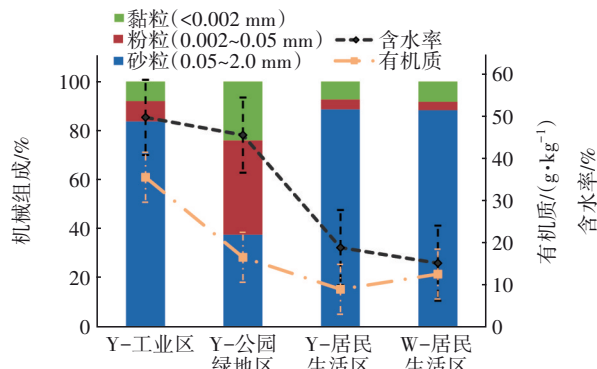 黏粒(<0.002 mm)
粉粒(0.002~0.05 mm)
砂粒(0.05~2.0 mm)
含水率
有机质
100
80
60
40
20
0
机械组成/%
60
50
40
30
20
10
0
有机质/(g•kg⁻¹)
含水率/%
Y-工业区
Y-公园
绿地区
Y-居民
生活区
W-居民
生活区